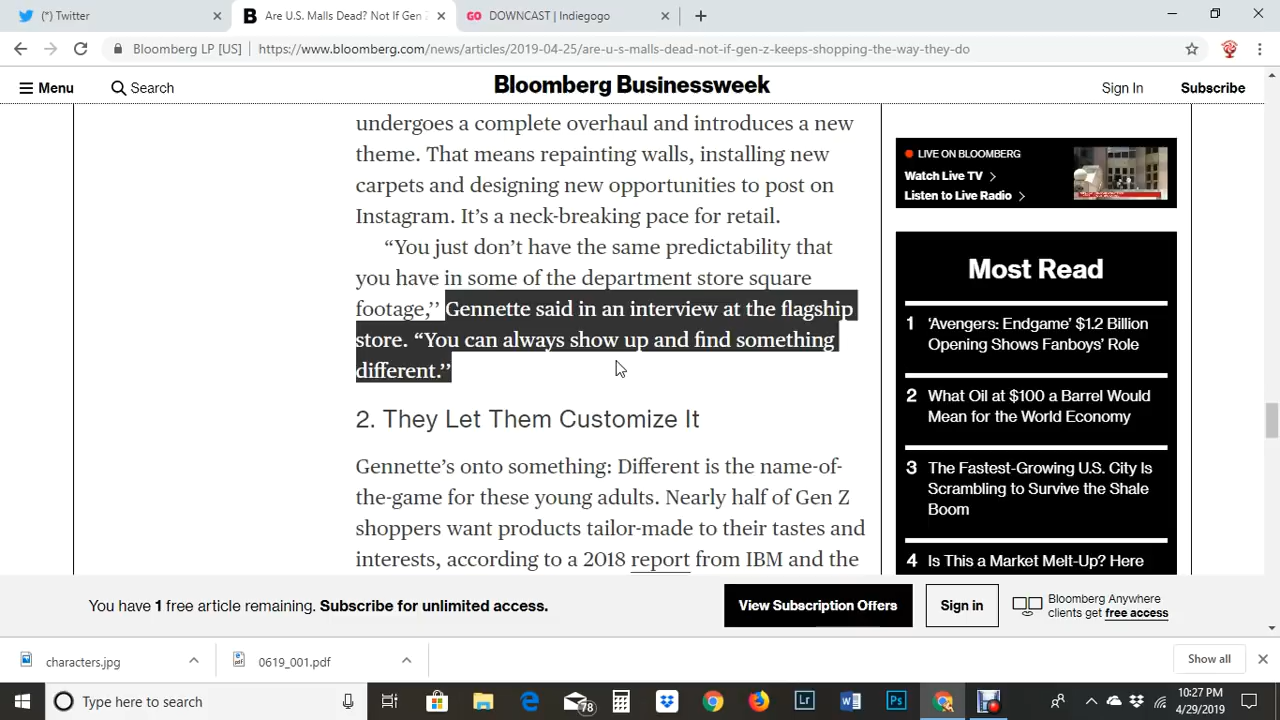 (*) Twitter
Are U.S. Malls Dead? Not If Gen Z
DOWNCAST | Indiegogo
Bloomberg LP [US]
https://www.bloomberg.com/news/articles/2019-04-25/are-u-s-malls-dead-not-if-gen-z-keeps-shopping-the-way-they-do
Menu
Search
Bloomberg Businessweek
Sign In
Subscribe
undergoes a complete overhaul and introduces a new
theme. That means repainting walls, installing new
carpets and designing new opportunities to post on
Instagram. It’s a neck-breaking pace for retail.
“You just don’t have the same predictability that
you have in some of the department store square
footage,’’ Gennette said in an interview at the flagship
store. “You can always show up and find something
different.’’
2. They Let Them Customize It
Gennette’s onto something: Different is the name-of-
the-game for these young adults. Nearly half of Gen Z
shoppers want products tailor-made to their tastes and
interests, according to a 2018 report from IBM and the
LIVE ON BLOOMBERG
Watch Live TV
Listen to Live Radio
Most Read
1 ‘Avengers: Endgame’ $1.2 Billion
Opening Shows Fanboys’ Role
2 What Oil at $100 a Barrel Would
Mean for the World Economy
3 The Fastest-Growing U.S. City Is
Scrambling to Survive the Shale
Boom
4 Is This a Market Melt-Up? Here
You have 1 free article remaining. Subscribe for unlimited access.
View Subscription Offers
Sign in
Bloomberg Anywhere
clients get free access
characters.jpg
0619_001.pdf
Show all
Type here to search
78
Lr
Ps
10:27 PM
4/29/2019